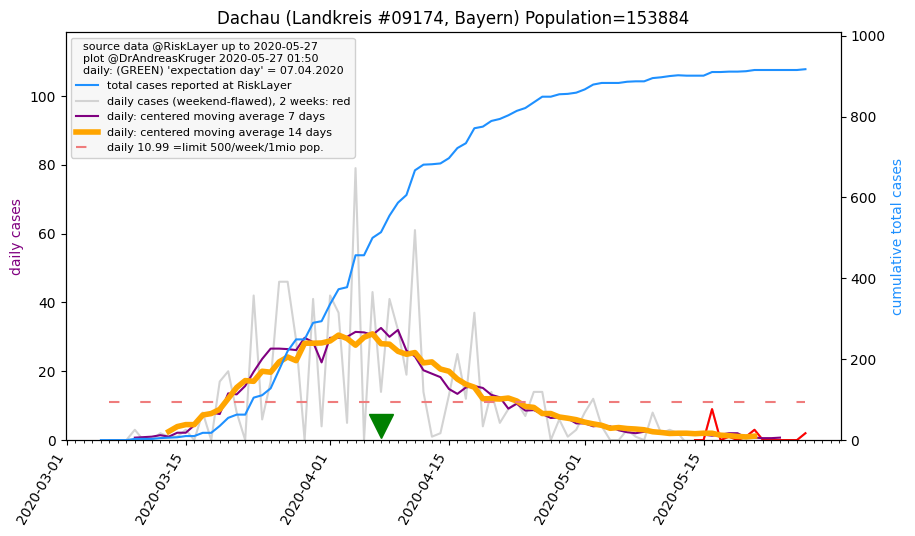 Dachau (Landkreis #09174, Bayern) Population=153884
source data @RiskLayer up to 2020-05-27
plot @DrAndreasKruger 2020-05-27 01:50
daily: (GREEN) 'expectation day' = 07.04.2020
total cases reported at RiskLayer
daily cases (weekend-flawed), 2 weeks: red
daily: centered moving average 7 days
daily: centered moving average 14 days
daily 10.99 =limit 500/week/1mio pop.
daily cases
100
80
60
40
20
0
1000
800
600
400
200
0
cumulative total cases
2020-03-01
2020-03-15
2020-04-01
2020-04-15
2020-05-01
2020-05-15